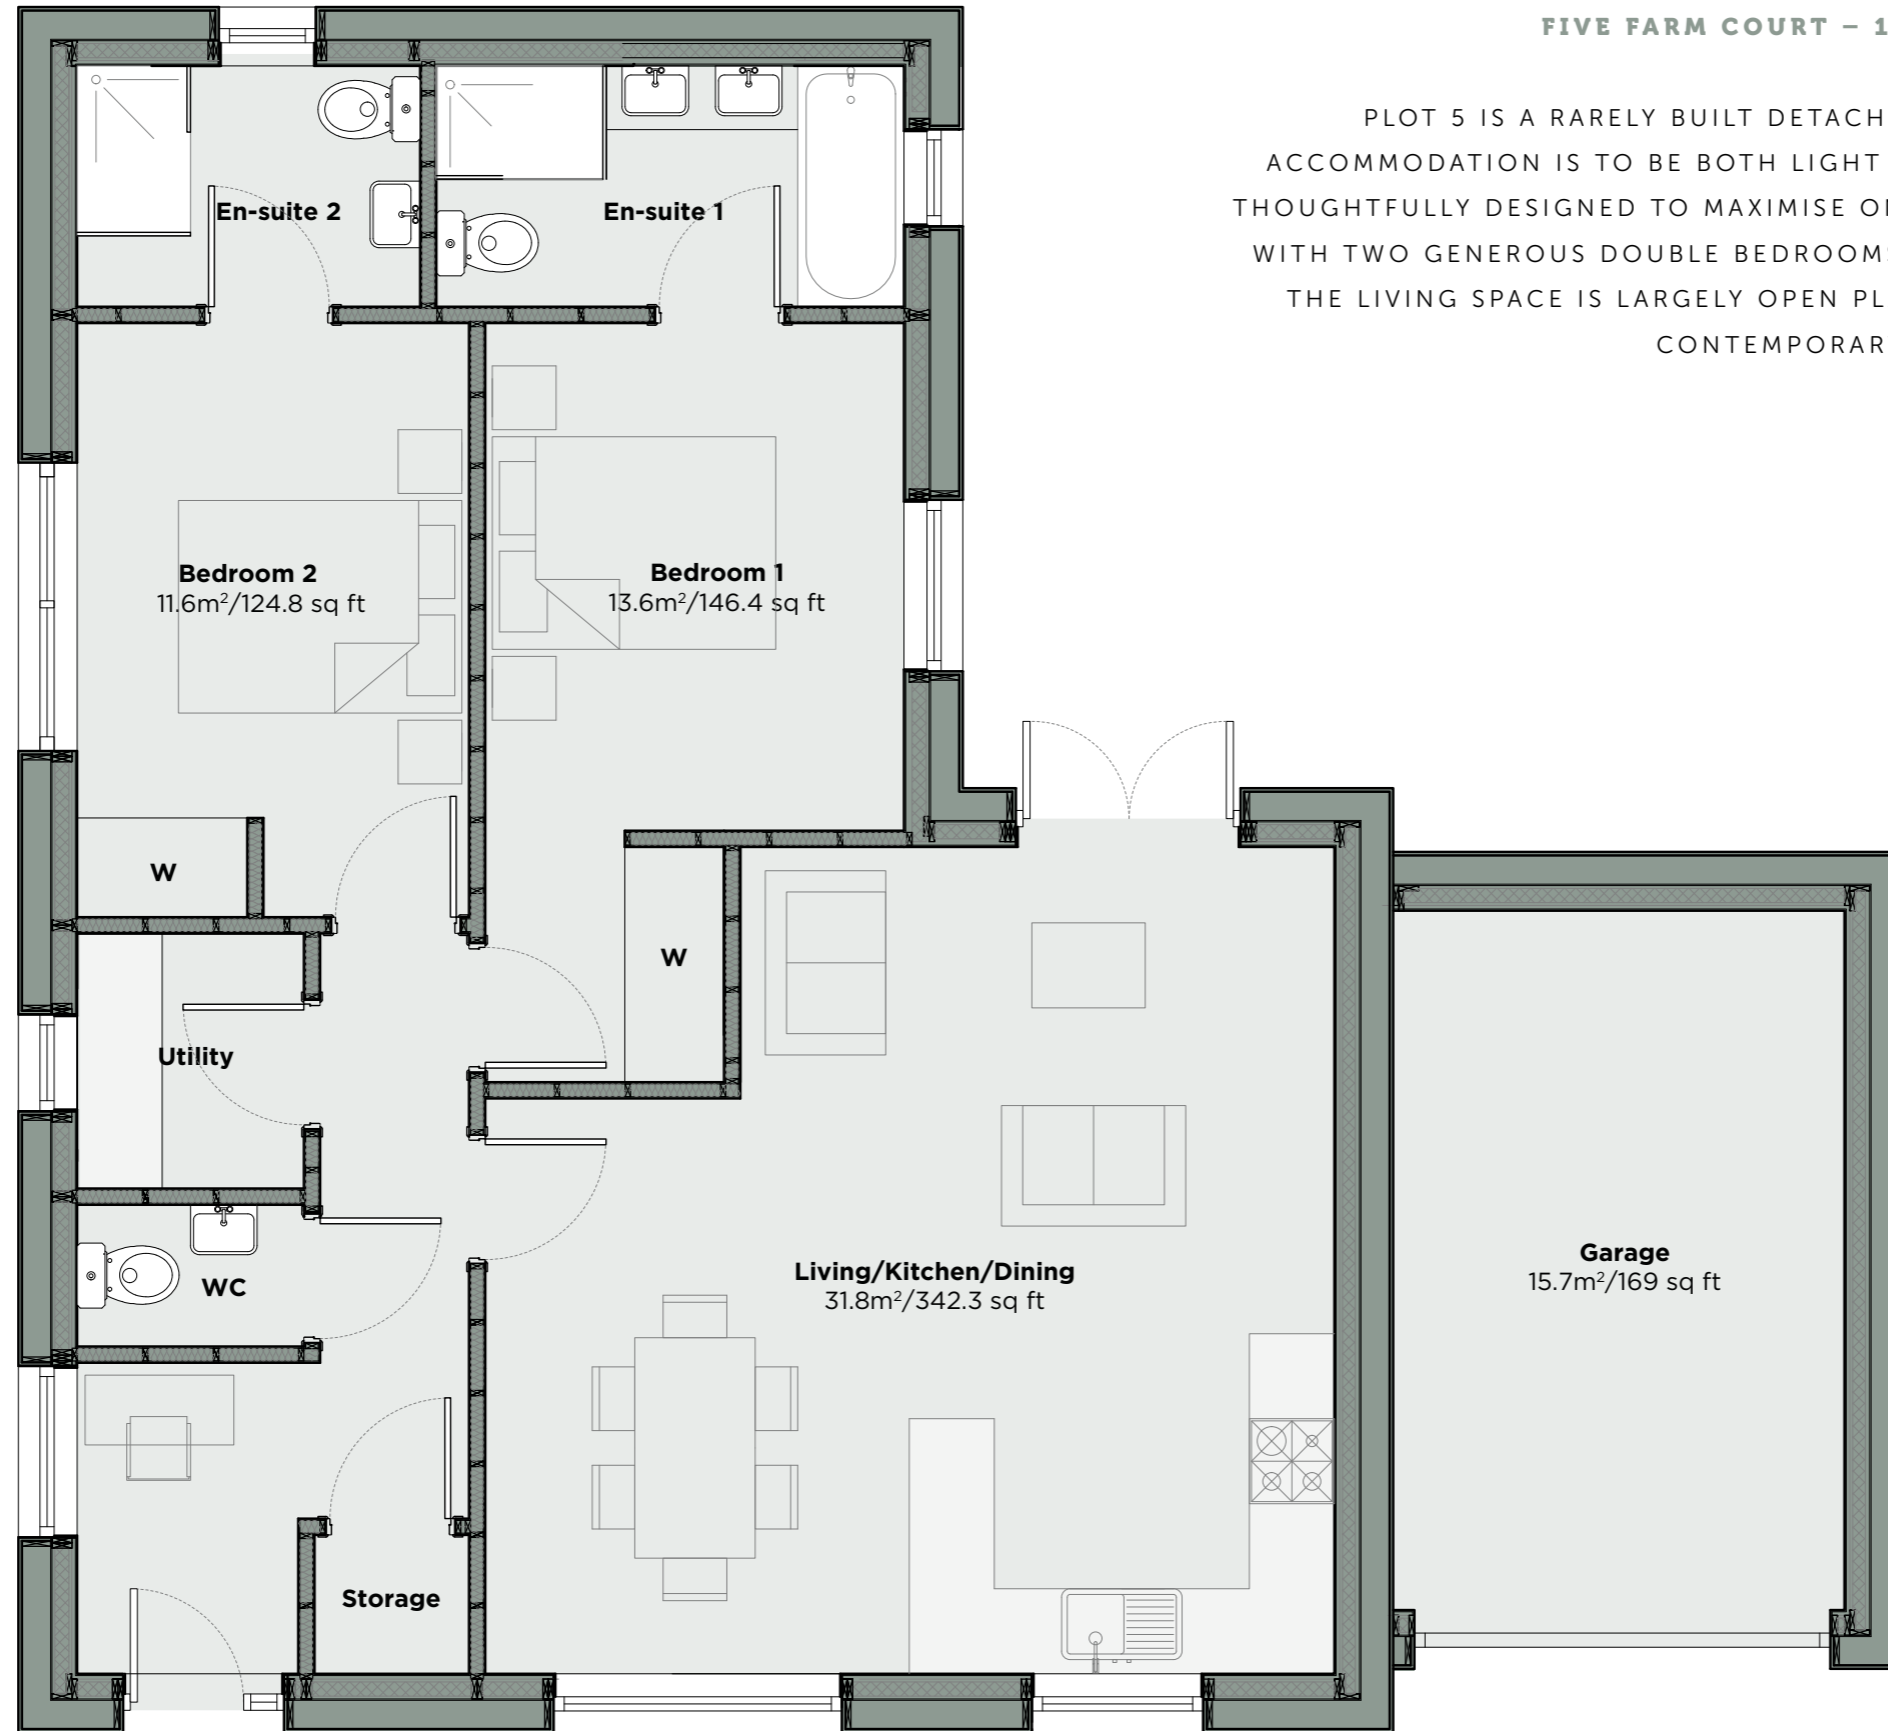 FIVE FARM COURT – 1
PLOT 5 IS A RARELY BUILT DETACH
ACCOMMODATION IS TO BE BOTH LIGHT
THOUGHTFULLY DESIGNED TO MAXIMISE
WITH TWO GENEROUS DOUBLE BEDROOMS
THE LIVING SPACE IS LARGELY OPEN PL
CONTEMPORAR
En-suite 2
En-suite 1
Bedroom 2
11.6m²/124.8 sq ft
Bedroom 1
13.6m²/146.4 sq ft
W
W
Utility
WC
Living/Kitchen/Dining
31.8m²/342.3 sq ft
Garage
15.7m²/169 sq ft
Storage